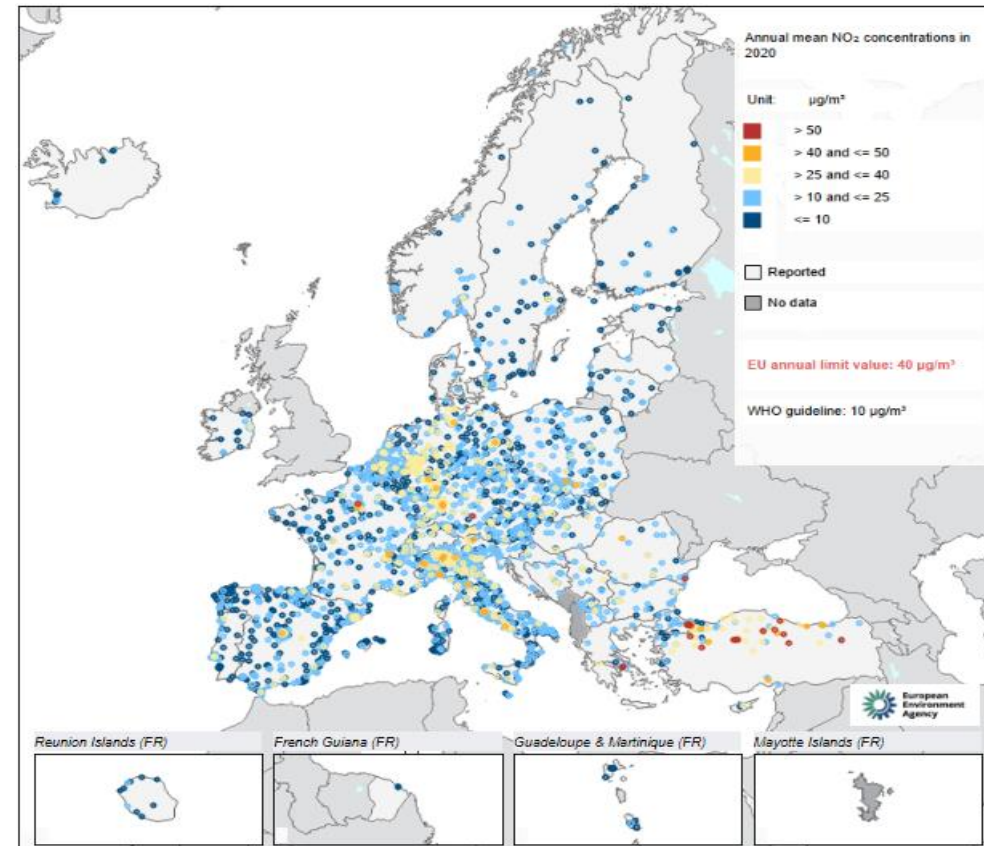 Annual mean NO₂ concentrations in
2020
Unit: µg/m³
> 50
> 40 and <= 50
> 25 and <= 40
> 10 and <= 25
<= 10
Reported
No data
EU annual limit value: 40 µg/m³
WHO guideline: 10 µg/m³
European
Environment
Agency
Reunion Islands (FR)
French Guiana (FR)
Guadeloupe & Martinique (FR)
Mayotte Islands (FR)